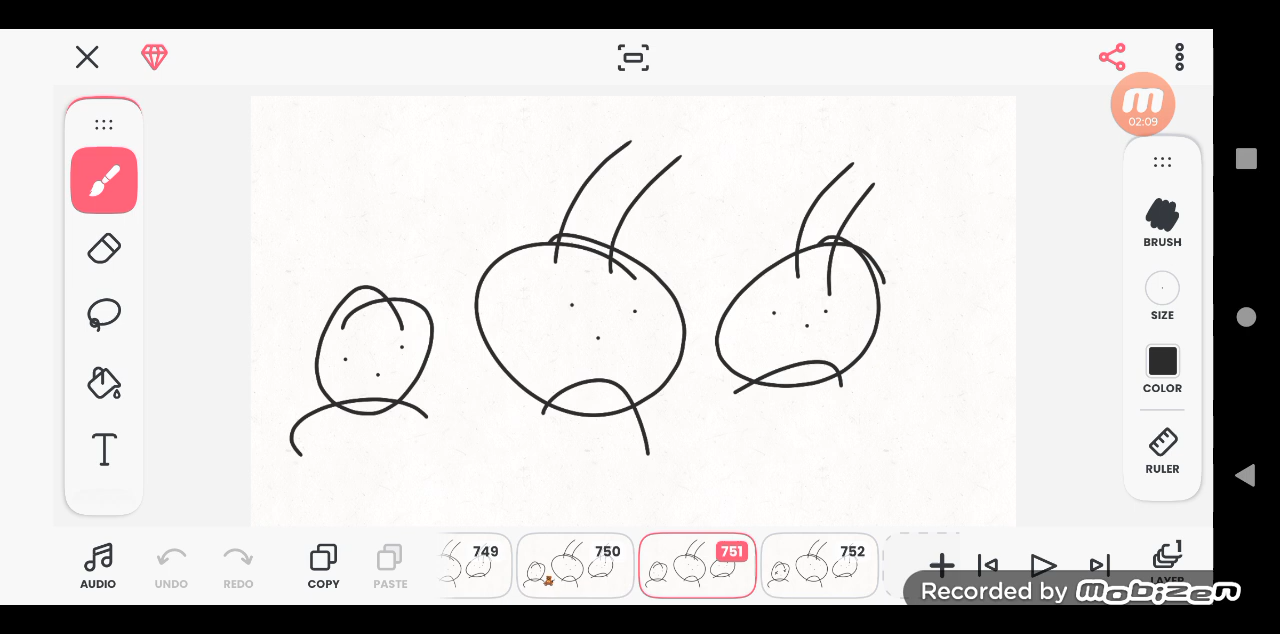 m
02:09
BRUSH
SIZE
COLOR
RULER
T
749
750
751
752
1
AUDIO
UNDO
REDO
COPY
PASTE
LAYER
Recorded by mobizen